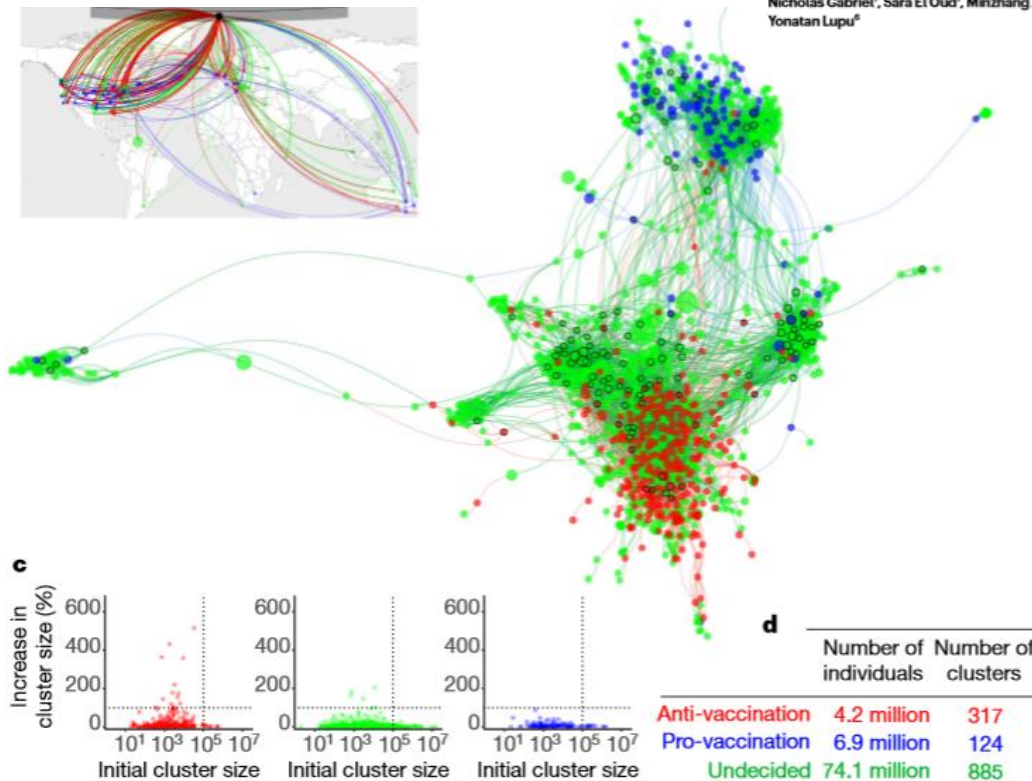 Nicholas Gabriel⁵, Sara El Oud⁵, Minzhang
Yonatan Lupu⁶
c
Increase in
cluster size (%)
600
400
200
0
10¹ 10³ 10⁵ 10⁷
Initial cluster size
600
400
200
0
10¹ 10³ 10⁵ 10⁷
Initial cluster size
600
400
200
0
10¹ 10³ 10⁵ 10⁷
Initial cluster size
d
Number of individuals Number of clusters
Anti-vaccination 4.2 million 317
Pro-vaccination 6.9 million 124
Undecided 74.1 million 885